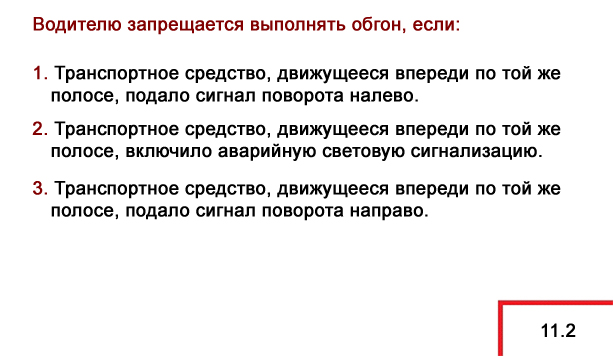 Водителю запрещается выполнять обгон, если:
1. Транспортное средство, движущееся впереди по той же
полосе, подало сигнал поворота налево.
2. Транспортное средство, движущееся впереди по той же
полосе, включило аварийную световую сигнализацию.
3. Транспортное средство, движущееся впереди по той же
полосе, подало сигнал поворота направо.
11.2